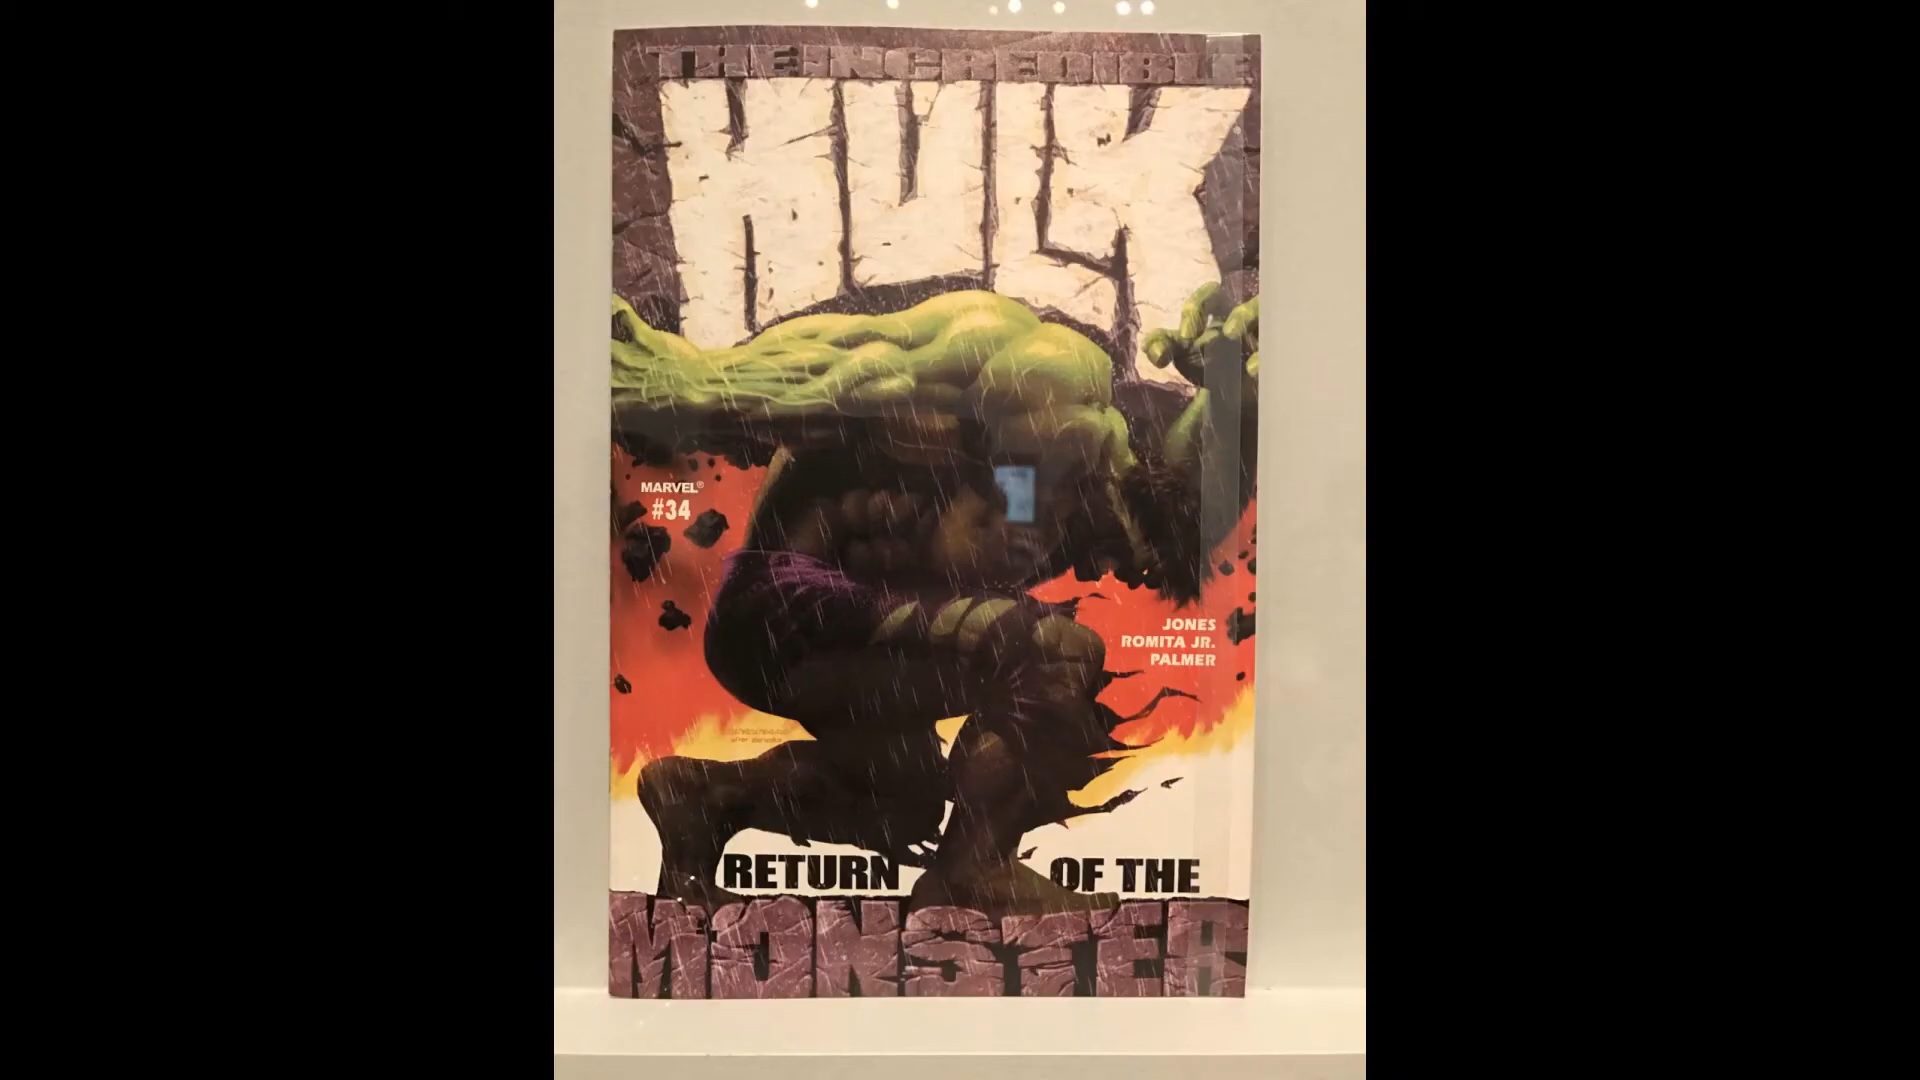 THE INCREDIBLE
HULK
MARVEL®
#34
JONES
ROMITA JR.
PALMER
RETURN OF THE
MONSTER